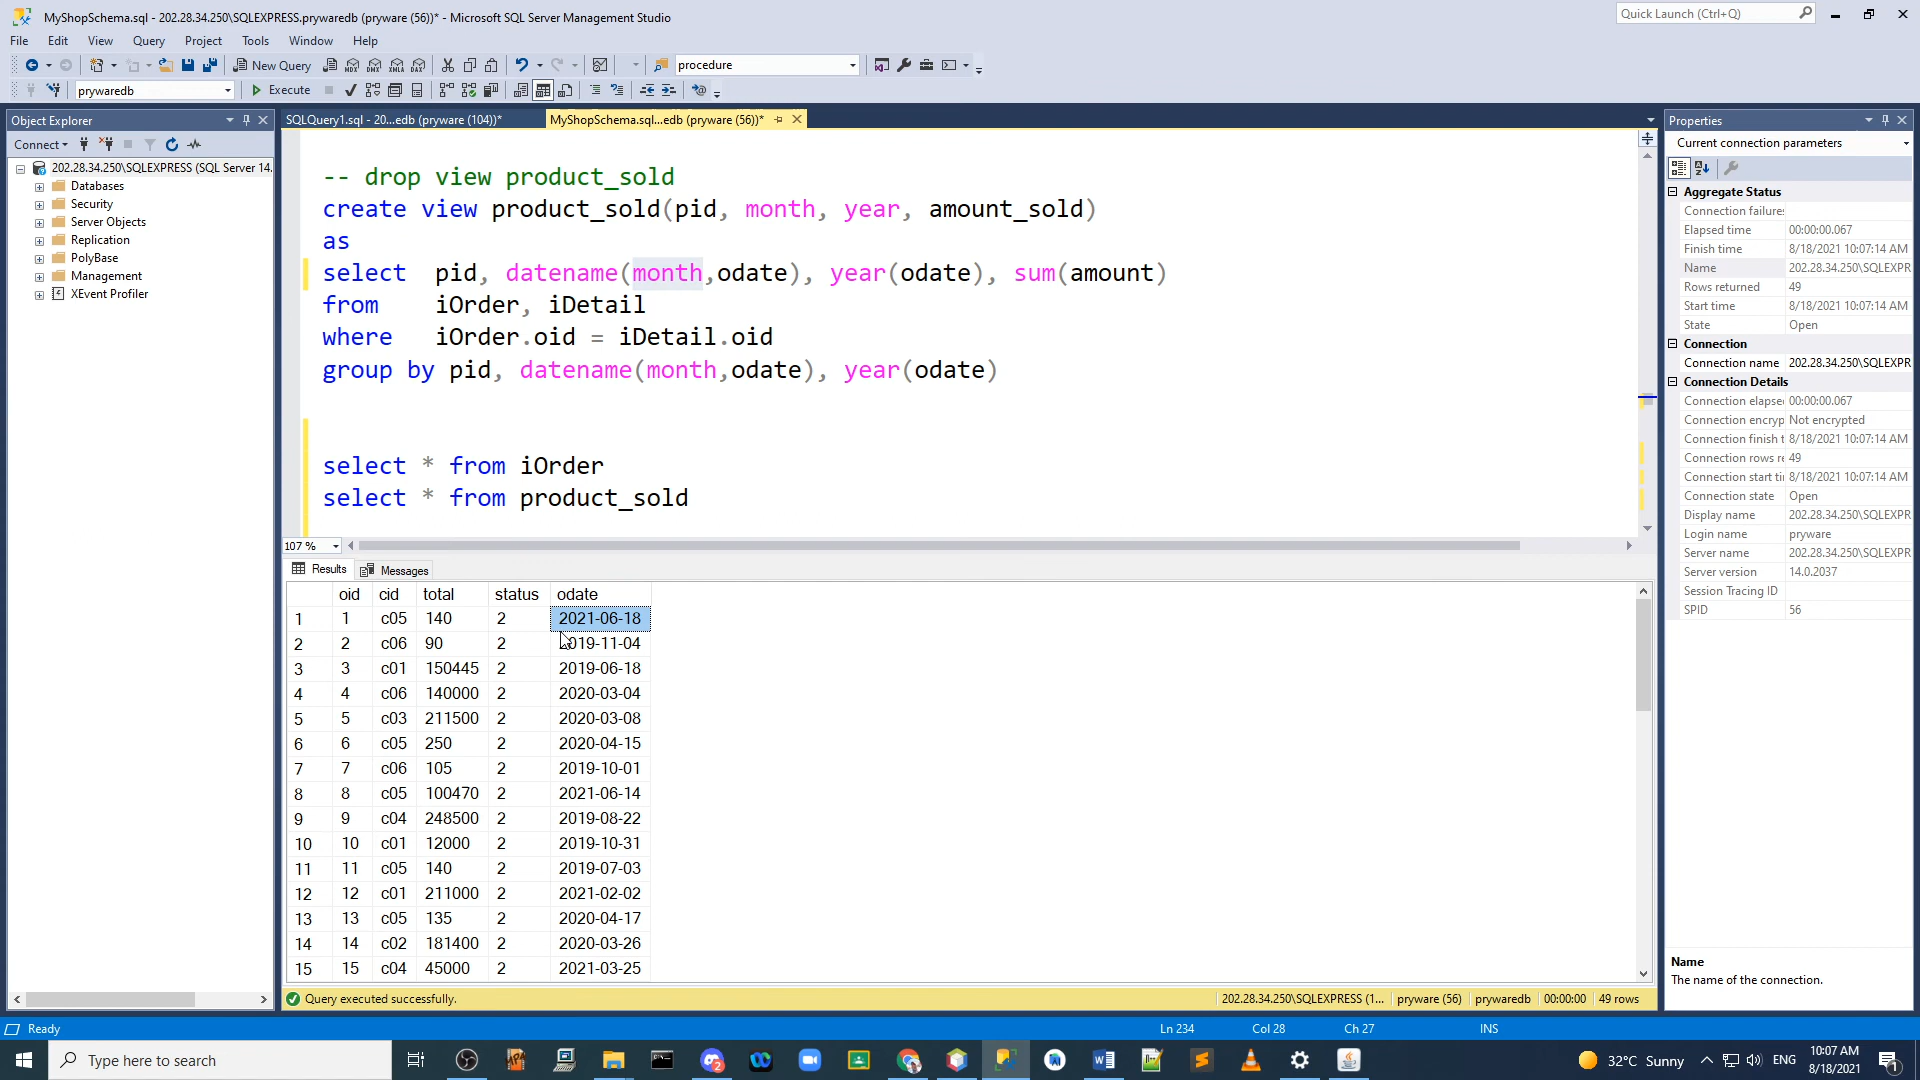 MyShopSchema.sql - 202.28.34.250\SQLEXPRESS.prywaredb (pryware (56))* - Microsoft SQL Server Management Studio
Quick Launch (Ctrl+Q)
File Edit View Query Project Tools Window Help
New Query
procedure
prywaredb
Execute
Object Explorer
Connect
202.28.34.250\SQLEXPRESS (SQL Server 14.
Databases
Security
Server Objects
Replication
PolyBase
Management
XEvent Profiler
SQLQuery1.sql - 20...edb (pryware (104))*
MyShopSchema.sql...edb (pryware (56))*
-- drop view product_sold
create view product_sold(pid, month, year, amount_sold)
as
select pid, datename(month,odate), year(odate), sum(amount)
from iOrder, iDetail
where iOrder.oid = iDetail.oid
group by pid, datename(month,odate), year(odate)
select * from iOrder
select * from product_sold
107 %
Results Messages
oid cid total status odate
1 1 c05 140 2 2021-06-18
2 2 c06 90 2 2019-11-04
3 3 c01 150445 2 2019-06-18
4 4 c06 140000 2 2020-03-04
5 5 c03 211500 2 2020-03-08
6 6 c05 250 2 2020-04-15
7 7 c06 105 2 2019-10-01
8 8 c05 100470 2 2021-06-14
9 9 c04 248500 2 2019-08-22
10 10 c01 12000 2 2019-10-31
11 11 c05 140 2 2019-07-03
12 12 c01 211000 2 2021-02-02
13 13 c05 135 2 2020-04-17
14 14 c02 181400 2 2020-03-26
15 15 c04 45000 2 2021-03-25
Query executed successfully.
202.28.34.250\SQLEXPRESS (1... pryware (56) prywaredb 00:00:00 49 rows
Properties
Current connection parameters
Aggregate Status
Connection failures
Elapsed time 00:00:00.067
Finish time 8/18/2021 10:07:14 AM
Name 202.28.34.250\SQLEXPR
Rows returned 49
Start time 8/18/2021 10:07:14 AM
State Open
Connection
Connection name 202.28.34.250\SQLEXPR
Connection Details
Connection elapse 00:00:00.067
Connection encryp Not encrypted
Connection finish t 8/18/2021 10:07:14 AM
Connection rows re 49
Connection start ti 8/18/2021 10:07:14 AM
Connection state Open
Display name 202.28.34.250\SQLEXPR
Login name pryware
Server name 202.28.34.250\SQLEXPR
Server version 14.0.2037
Session Tracing ID
SPID 56
Name
The name of the connection.
Ready
Ln 234 Col 28 Ch 27 INS
Type here to search
32°C Sunny
ENG
10:07 AM
8/18/2021